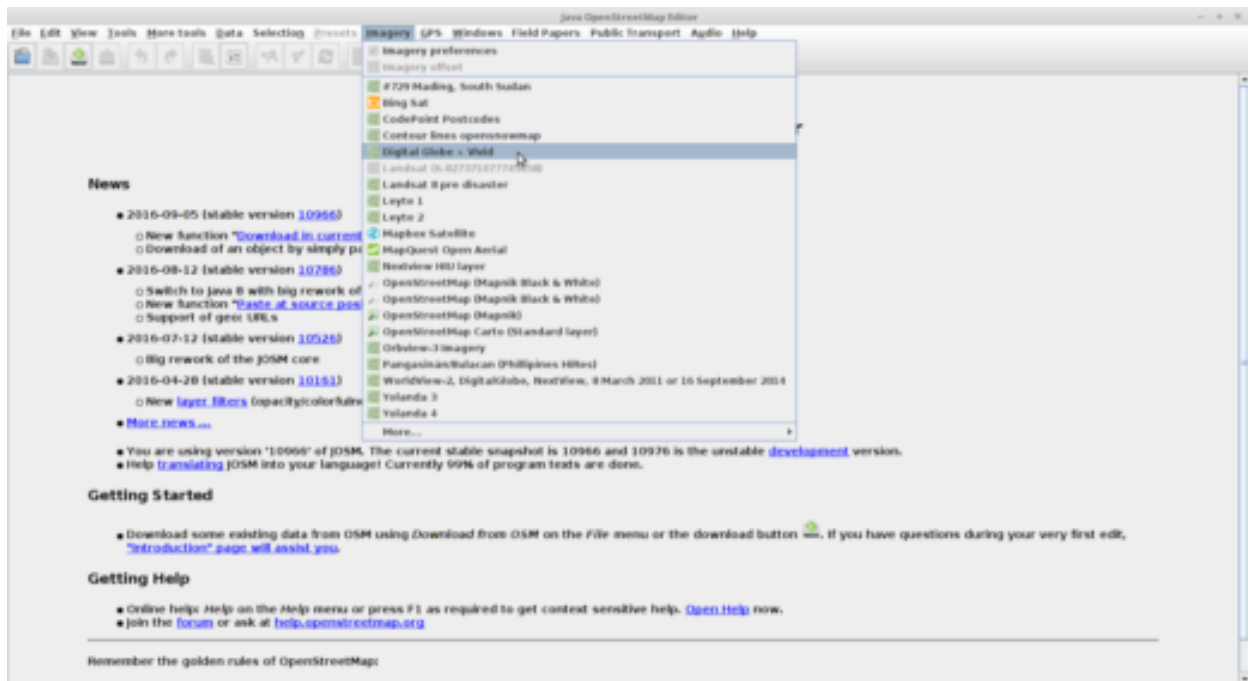 Java OpenStreetMap Editor
File Edit View Tools More tools Data Selection Presets Imagery GPS Windows Field Papers Public Transport Audio Help
Imagery preferences
Imagery offset
#729 Mading, South Sudan
Bing Sat
CodePoint Postcodes
Contour lines opensnowmap
Digital Globe + Vivid
Landsat
Landsat 8 pre disaster
Leyte 1
Leyte 2
Mapbox Satellite
MapQuest Open Aerial
Nextview HIU layer
OpenStreetMap (Mapnik Black & White)
OpenStreetMap (Mapnik Black & White)
OpenStreetMap (Mapnik)
OpenStreetMap Carto (Standard layer)
Orbview-3 Imagery
Pangasinán/Bulacan (Phillipines HiRes)
WorldView-2, DigitalGlobe, NextView, 8 March 2011 or 16 September 2014
Yolanda 3
Yolanda 4
More...
News
2016-09-05 (stable version 10966)
New function "Download in current
Download of an object by simply pa
2016-08-12 (stable version 10786)
Switch to Java 8 with big rework of
New function "Paste at source posi
Support of geo: URLs
2016-07-12 (stable version 10526)
Big rework of the JOSM core
2016-04-28 (stable version 10161)
New layer filters (opacity/colorfulne
More news ...
You are using version '10966' of JOSM. The current stable snapshot is 10966 and 10976 is the unstable development version.
Help translating JOSM into your language! Currently 99% of program texts are done.
Getting Started
Download some existing data from OSM using Download from OSM on the File menu or the download button . If you have questions during your very first edit,
"Introduction" page will assist you.
Getting Help
Online help: Help on the Help menu or press F1 as required to get context sensitive help. Open Help now.
Join the forum or ask at help.openstreetmap.org
Remember the golden rules of OpenStreetMap: